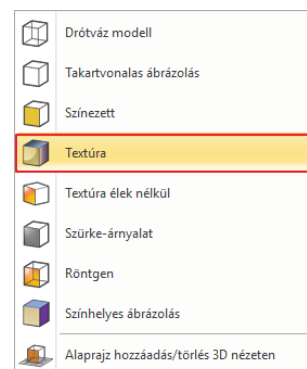 Drótváz modell
Takartvonalas ábrázolás
Színezett
Textúra
Textúra élek nélkül
Szürke-árnyalat
Röntgen
Színhelyes ábrázolás
Alaprajz hozzáadás/törlés 3D nézeten